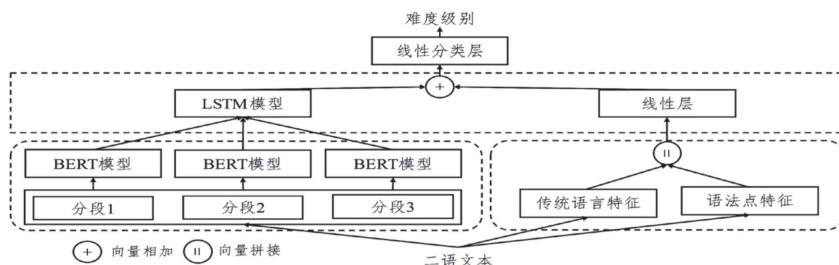 难度级别
线性分类层
+
LSTM模型
线性层
BERT模型
BERT模型
BERT模型
=
分段1
分段2
分段3
传统语言特征
语法点特征
+ 向量相加
= 向量拼接
二语文本